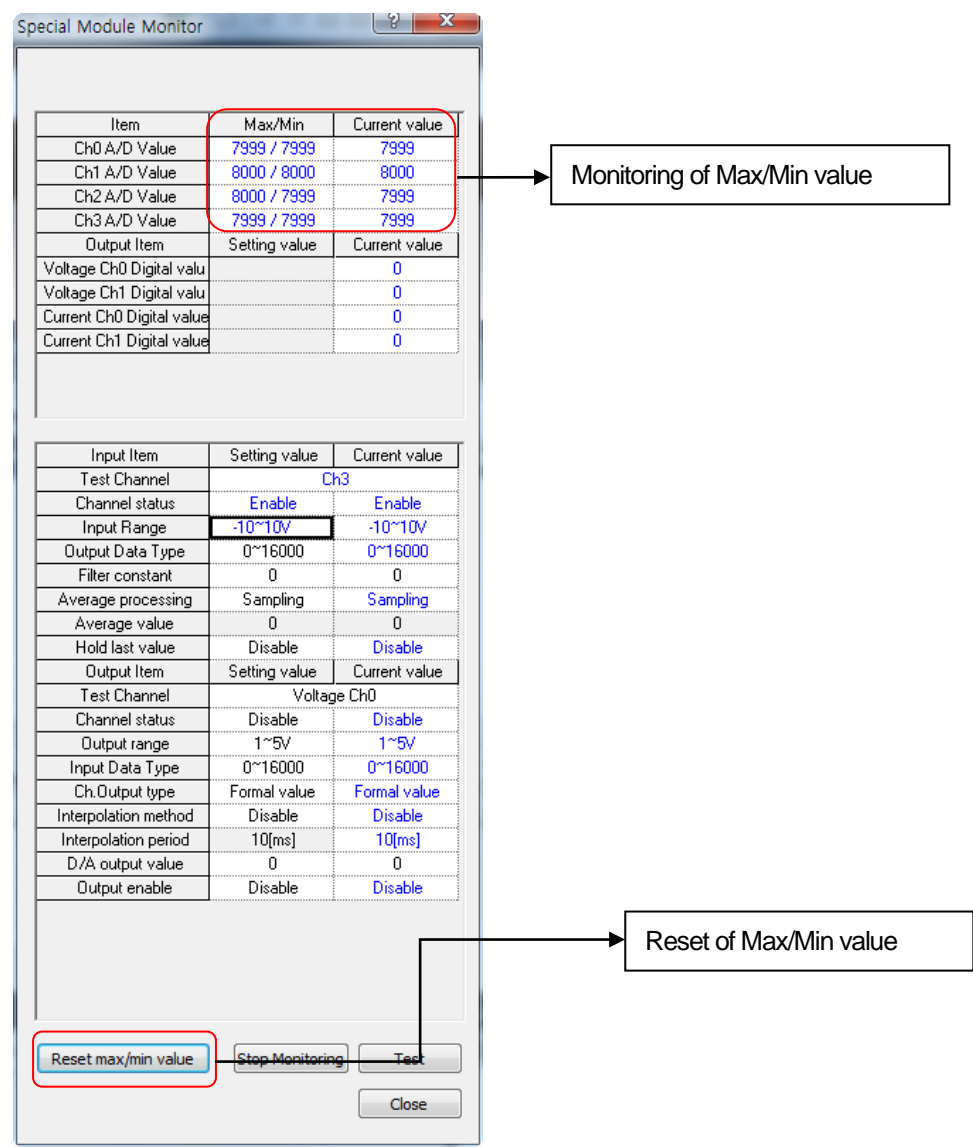 Special Module Monitor
? X
Item Max/Min Current value
Ch0 A/D Value 7999 / 7999 7999
Ch1 A/D Value 8000 / 8000 8000
Ch2 A/D Value 8000 / 7999 7999
Ch3 A/D Value 7999 / 7999 7999
Monitoring of Max/Min value
Output Item Setting value Current value
Voltage Ch0 Digital valu 0
Voltage Ch1 Digital valu 0
Current Ch0 Digital value 0
Current Ch1 Digital value 0
Input Item Setting value Current value
Test Channel Ch3
Channel status Enable Enable
Input Range -10~10V -10~10V
Output Data Type 0~16000 0~16000
Filter constant 0 0
Average processing Sampling Sampling
Average value 0 0
Hold last value Disable Disable
Output Item Setting value Current value
Test Channel Voltage Ch0
Channel status Disable Disable
Output range 1~5V 1~5V
Input Data Type 0~16000 0~16000
Ch.Output type Formal value Formal value
Interpolation method Disable Disable
Interpolation period 10[ms] 10[ms]
D/A output value 0 0
Output enable Disable Disable
Reset of Max/Min value
Reset max/min value Stop Monitoring Test
Close